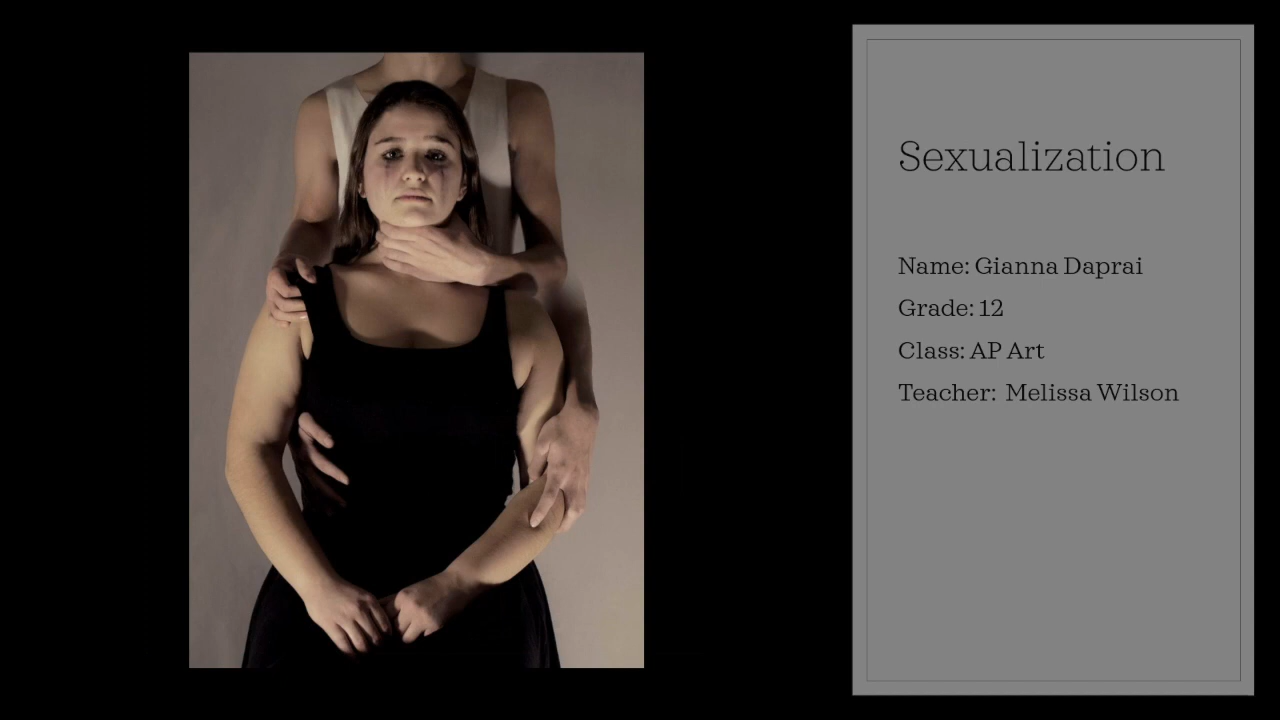 Sexualization
Name: Gianna Daprai
Grade: 12
Class: AP Art
Teacher: Melissa Wilson